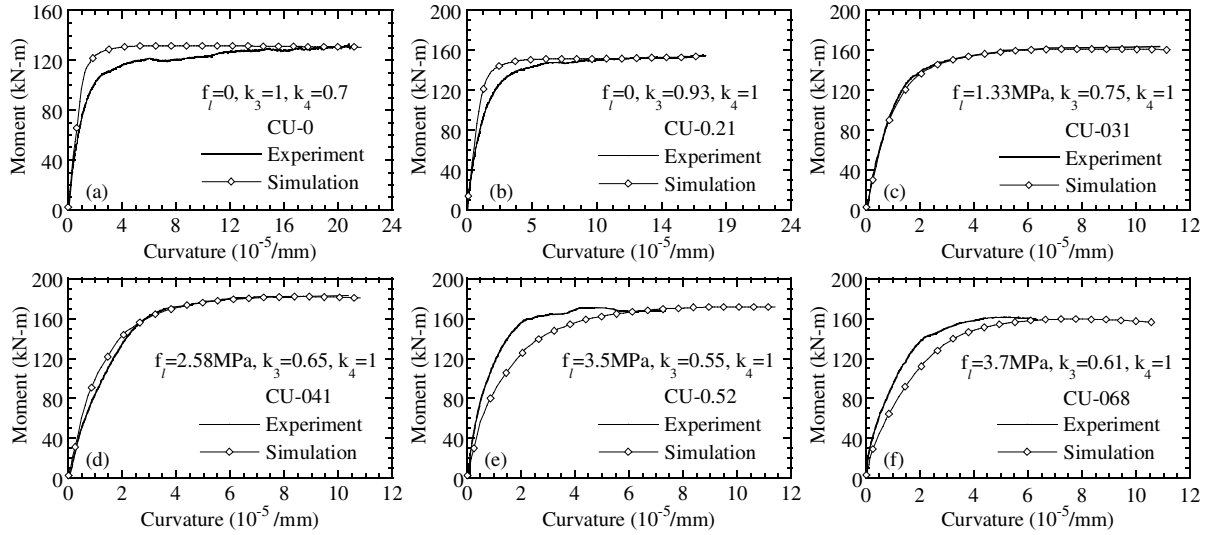 160
120
80
40
0
Moment (kN-m)
f_l=0, k_3=1, k_4=0.7
CU-0
Experiment
Simulation
(a)
0 4 8 12 16 20 24
Curvature (10^-5/mm)
200
160
120
80
40
0
Moment (kN-m)
f_l=0, k_3=0.93, k_4=1
CU-0.21
Experiment
Simulation
(b)
0 5 10 14 19 24
Curvature (10^-5/mm)
200
160
120
80
40
0
Moment (kN-m)
f_l=1.33MPa, k_3=0.75, k_4=1
CU-031
Experiment
Simulation
(c)
0 2 4 6 8 10 12
Curvature (10^-5/mm)
200
160
120
80
40
0
Moment (kN-m)
f_l=2.58MPa, k_3=0.65, k_4=1
CU-041
Experiment
Simulation
(d)
0 2 4 6 8 10 12
Curvature (10^-5/mm)
200
160
120
80
40
0
Moment (kN-m)
f_l=3.5MPa, k_3=0.55, k_4=1
CU-0.52
Experiment
Simulation
(e)
0 2 4 6 8 10 12
Curvature (10^-5/mm)
200
160
120
80
40
0
Moment (kN-m)
f_l=3.7MPa, k_3=0.61, k_4=1
CU-068
Experiment
Simulation
(f)
0 2 4 6 8 10 12
Curvature (10^-5/mm)